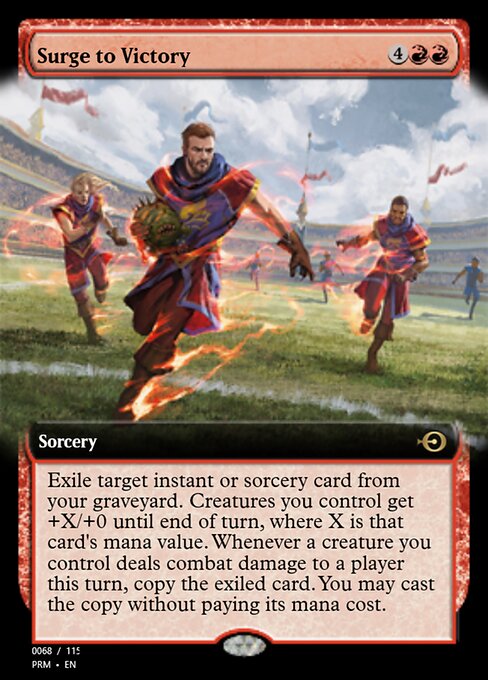 Surge to Victory 4
Sorcery
Exile target instant or sorcery card from
your graveyard. Creatures you control get
+X/+0 until end of turn, where X is that
card's mana value. Whenever a creature you
control deals combat damage to a player
this turn, copy the exiled card. You may cast
the copy without paying its mana cost.
0068 / 115
PRM • EN